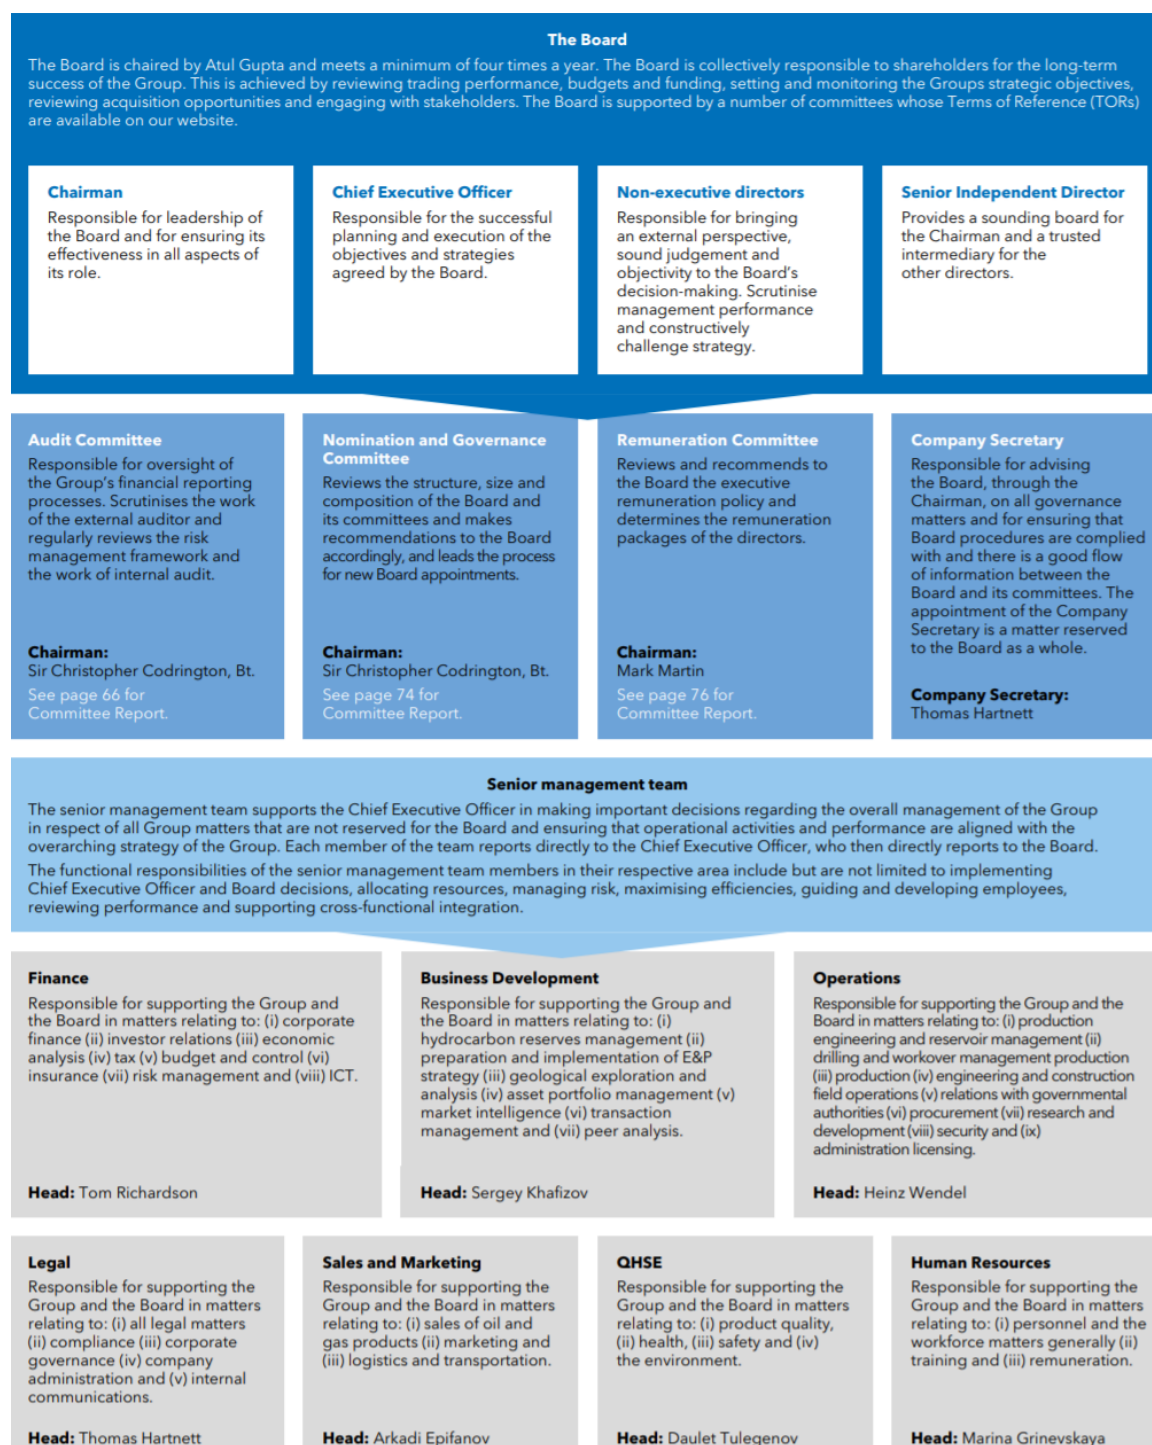 The Board
The Board is chaired by Atul Gupta and meets a minimum of four times a year. The Board is collectively responsible to shareholders for the long-term
success of the Group. This is achieved by reviewing trading performance, budgets and funding, setting and monitoring the Groups strategic objectives,
reviewing acquisition opportunities and engaging with stakeholders. The Board is supported by a number of committees whose Terms of Reference (TORs)
are available on our website.
Chairman
Responsible for leadership of
the Board and for ensuring its
effectiveness in all aspects of
its role.
Chief Executive Officer
Responsible for the successful
planning and execution of the
objectives and strategies
agreed by the Board.
Non-executive directors
Responsible for bringing
an external perspective,
sound judgement and
objectivity to the Board's
decision-making. Scrutinise
management performance
and constructively
challenge strategy.
Senior Independent Director
Provides a sounding board for
the Chairman and a trusted
intermediary for the
other directors.
Audit Committee
Responsible for oversight of
the Group's financial reporting
processes. Scrutinises the work
of the external auditor and
regularly reviews the risk
management framework and
the work of internal audit.
Chairman:
Sir Christopher Codrington, Bt.
See page 66 for
Committee Report.
Nomination and Governance
Committee
Reviews the structure, size and
composition of the Board and
its committees and makes
recommendations to the Board
accordingly, and leads the process
for new Board appointments.
Chairman:
Sir Christopher Codrington, Bt.
See page 74 for
Committee Report.
Remuneration Committee
Reviews and recommends to
the Board the executive
remuneration policy and
determines the remuneration
packages of the directors.
Chairman:
Mark Martin
See page 76 for
Committee Report.
Company Secretary
Responsible for advising
the Board, through the
Chairman, on all governance
matters and for ensuring that
Board procedures are complied
with and there is a good flow
of information between the
Board and its committees. The
appointment of the Company
Secretary is a matter reserved
to the Board as a whole.
Company Secretary:
Thomas Hartnett
Senior management team
The senior management team supports the Chief Executive Officer in making important decisions regarding the overall management of the Group
in respect of all Group matters that are not reserved for the Board and ensuring that operational activities and performance are aligned with the
overarching strategy of the Group. Each member of the team reports directly to the Chief Executive Officer, who then directly reports to the Board.
The functional responsibilities of the senior management team members in their respective area include but are not limited to implementing
Chief Executive Officer and Board decisions, allocating resources, managing risk, maximising efficiencies, guiding and developing employees,
reviewing performance and supporting cross-functional integration.
Finance
Responsible for supporting the Group and
the Board in matters relating to: (i) corporate
finance (ii) investor relations (iii) economic
analysis (iv) tax (v) budget and control (vi)
insurance (vii) risk management and (viii) ICT.
Head: Tom Richardson
Business Development
Responsible for supporting the Group and
the Board in matters relating to: (i)
hydrocarbon reserves management (ii)
preparation and implementation of E&P
strategy (iii) geological exploration and
analysis (iv) asset portfolio management (v)
market intelligence (vi) transaction
management and (vii) peer analysis.
Head: Sergey Khafizov
Operations
Responsible for supporting the Group and the
Board in matters relating to: (i) production
engineering and reservoir management (ii)
drilling and workover management production
(iii) production (iv) engineering and construction
field operations (v) relations with governmental
authorities (vi) procurement (vii) research and
development (viii) security and (ix)
administration licensing.
Head: Heinz Wendel
Legal
Responsible for supporting the
Group and the Board in matters
relating to: (i) all legal matters
(ii) compliance (iii) corporate
governance (iv) company
administration and (v) internal
communications.
Head: Thomas Hartnett
Sales and Marketing
Responsible for supporting the
Group and the Board in matters
relating to: (i) sales of oil and
gas products (ii) marketing and
(iii) logistics and transportation.
Head: Arkadi Epifanov
QHSE
Responsible for supporting the
Group and the Board in matters
relating to: (i) product quality,
(ii) health, (iii) safety and (iv)
the environment.
Head: Daulet Tulegenov
Human Resources
Responsible for supporting the
Group and the Board in matters
relating to: (i) personnel and the
workforce matters generally (ii)
training and (iii) remuneration.
Head: Marina Grinevskaya